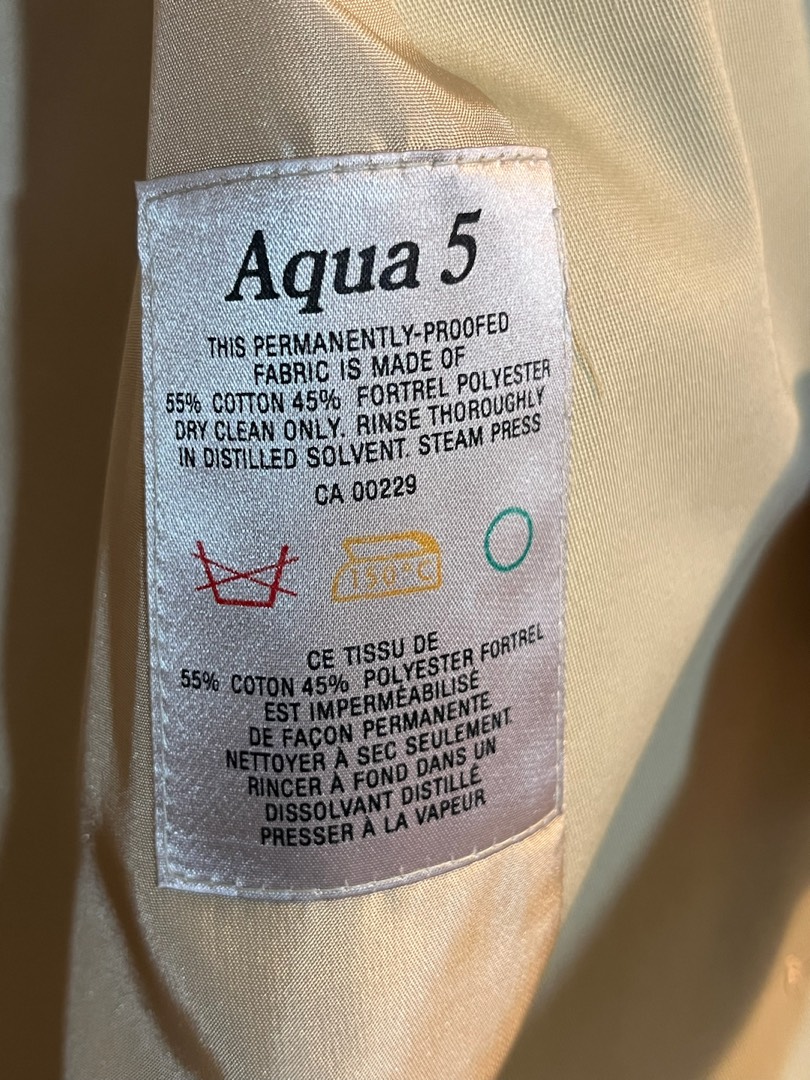 Aqua 5
THIS PERMANENTLY-PROOFED
FABRIC IS MADE OF
55% COTTON 45% FORTREL POLYESTER
DRY CLEAN ONLY. RINSE THOROUGHLY
IN DISTILLED SOLVENT. STEAM PRESS
CA 00229
150°C
CE TISSU DE
55% COTON 45% POLYESTER FORTREL
EST IMPERMÉABILISÉ
DE FAÇON PERMANENTE
NETTOYER À SEC SEULEMENT
RINCER À FOND DANS UN
DISSOLVANT DISTILLÉ
PRESSER À LA VAPEUR